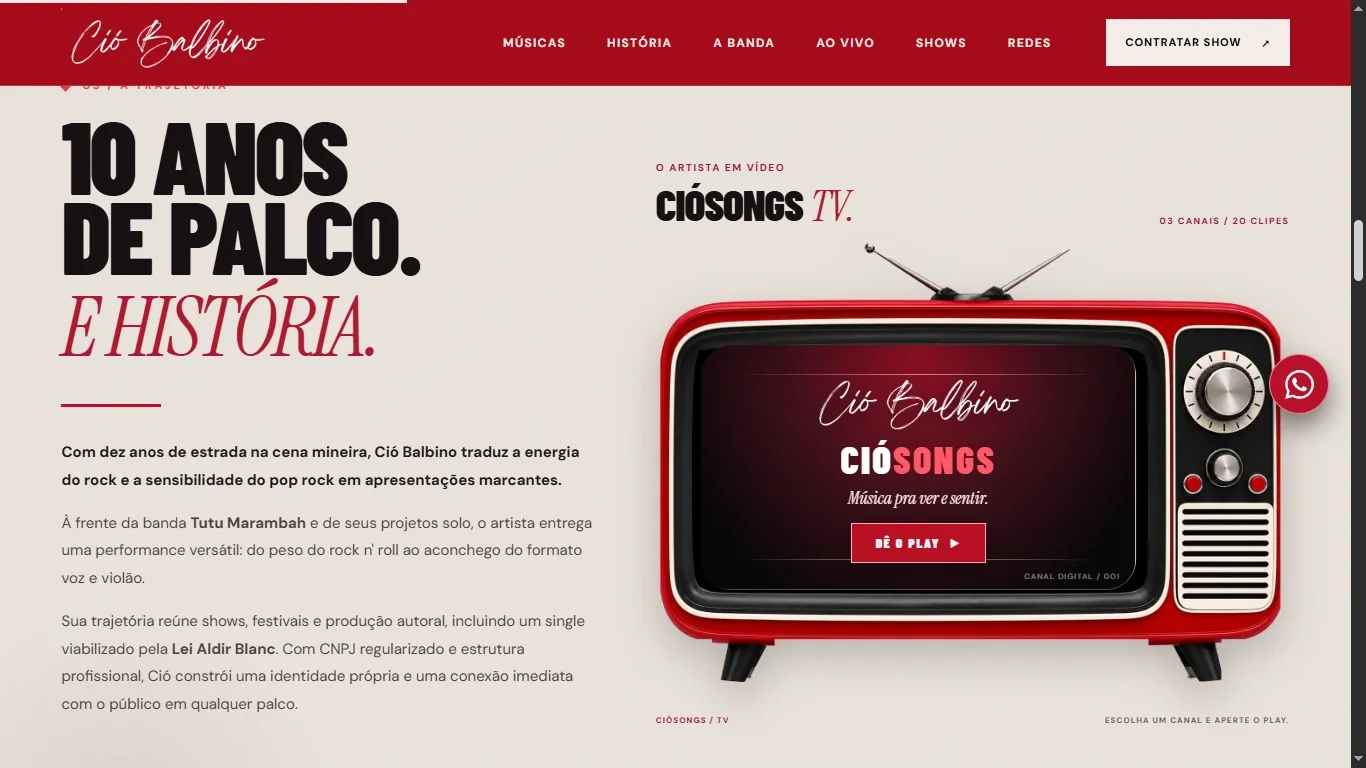 Ció Balbino
MÚSICAS
HISTÓRIA
A BANDA
AO VIVO
SHOWS
REDES
CONTRATAR SHOW ↗
03 / A TRAJETÓRIA
10 ANOS
DE PALCO.
E HISTÓRIA.
Com dez anos de estrada na cena mineira, Ció Balbino traduz a energia
do rock e a sensibilidade do pop rock em apresentações marcantes.
À frente da banda Tutu Marambah e de seus projetos solo, o artista entrega
uma performance versátil: do peso do rock n' roll ao aconchego do formato
voz e violão.
Sua trajetória reúne shows, festivais e produção autoral, incluindo um single
viabilizado pela Lei Aldir Blanc. Com CNPJ regularizado e estrutura
profissional, Ció constrói uma identidade própria e uma conexão imediata
com o público em qualquer palco.
O ARTISTA EM VÍDEO
CIÓSONGS TV.
03 CANAIS / 20 CLIPES
Ció Balbino
CIÓSONGS
Música pra ver e sentir.
DÊ O PLAY ▶
CANAL DIGITAL / 001
CIÓSONGS / TV
ESCOLHA UM CANAL E APERTE O PLAY.